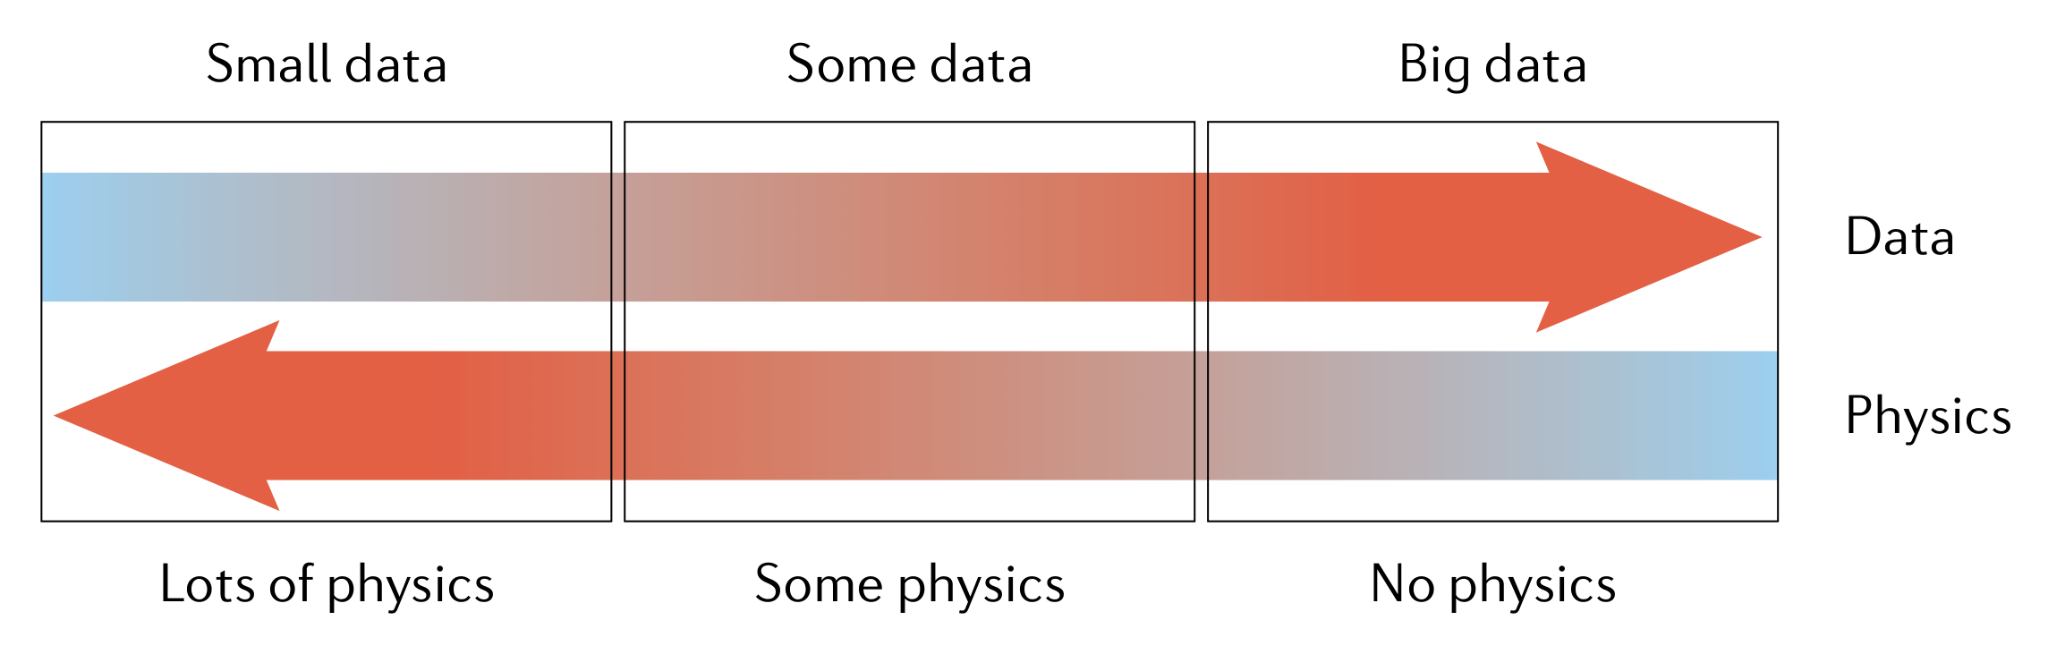 Small data
Some data
Big data
Data
Physics
Lots of physics
Some physics
No physics